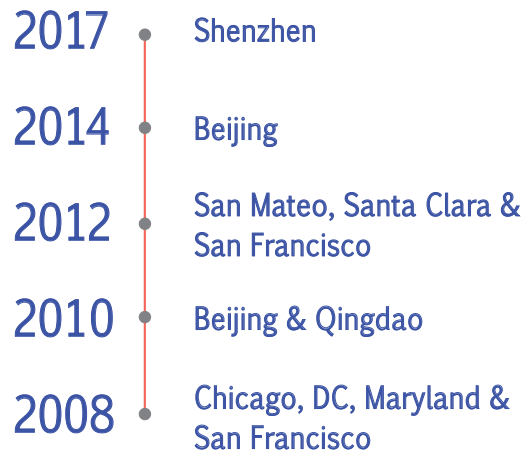 2017 Shenzhen
2014 Beijing
2012 San Mateo, Santa Clara &
San Francisco
2010 Beijing & Qingdao
2008 Chicago, DC, Maryland &
San Francisco